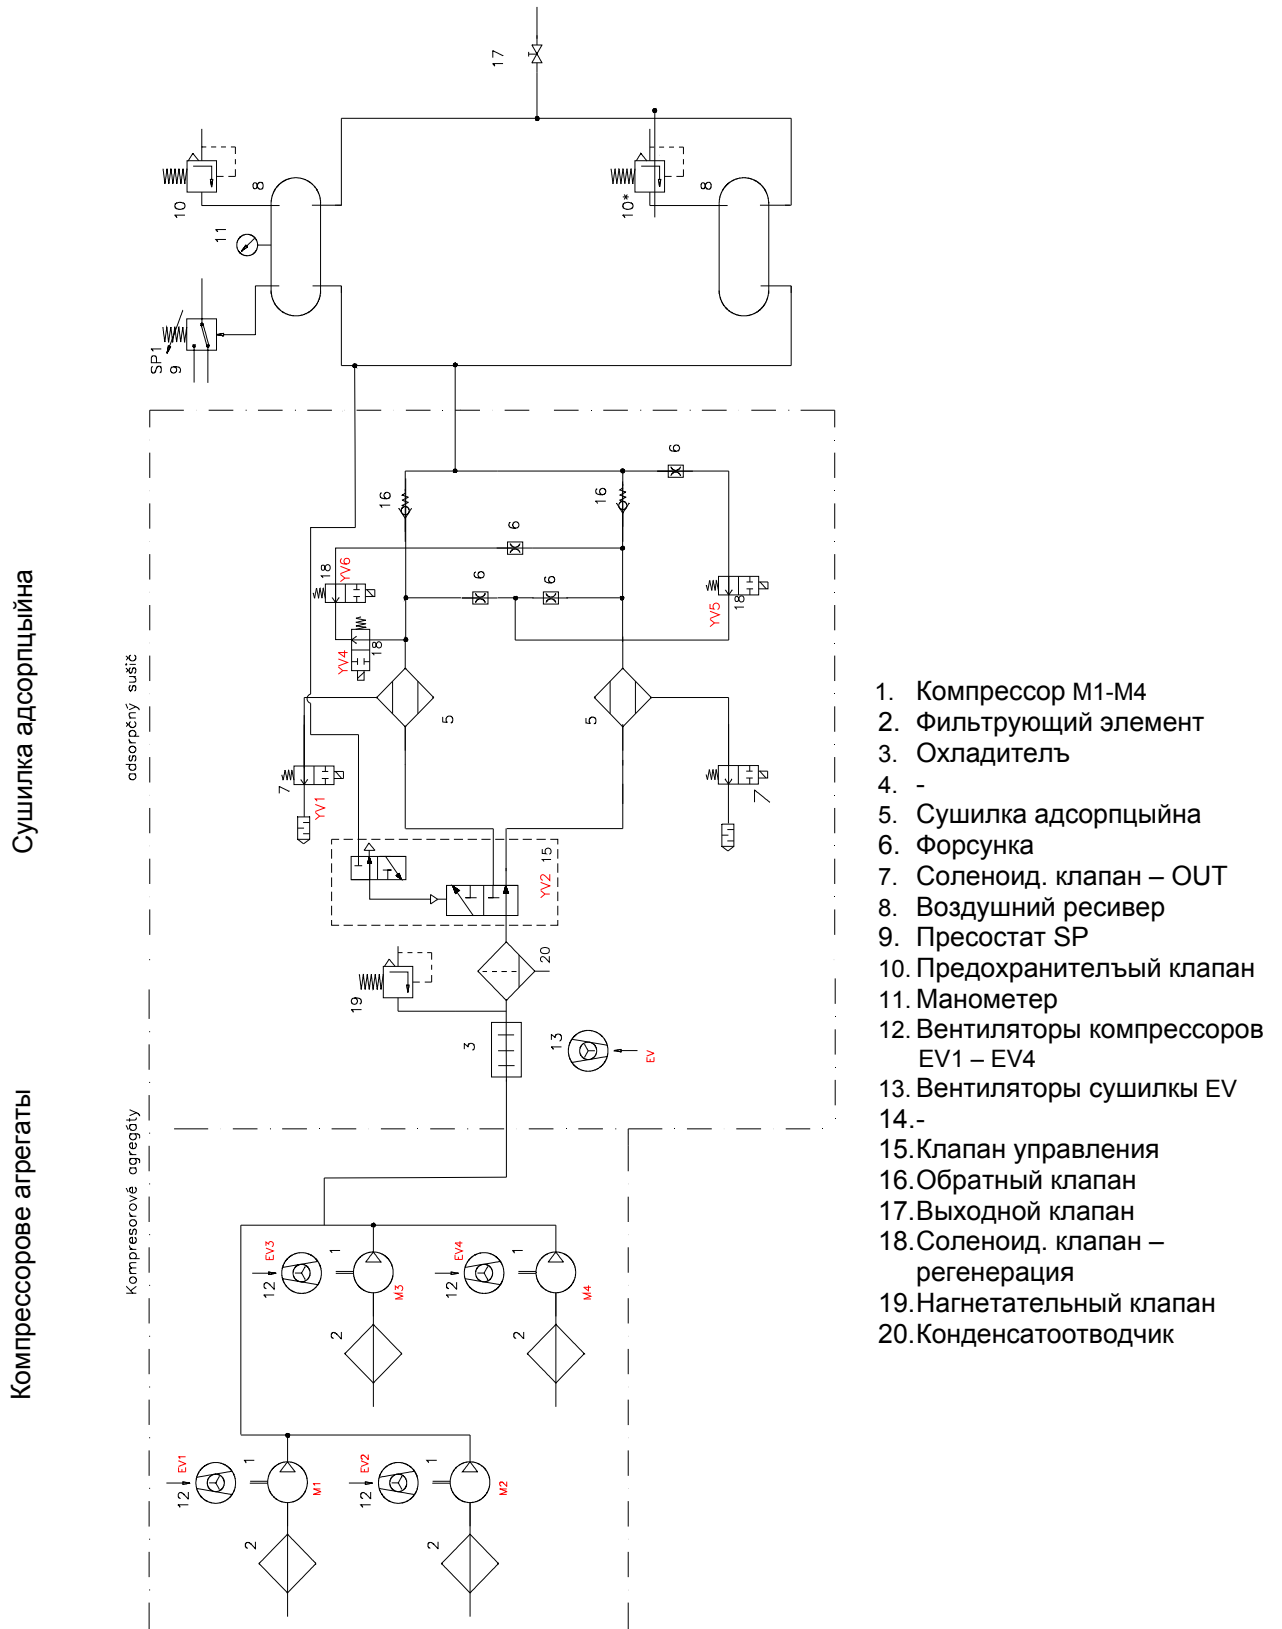 17
10
8
11
SP1
9
10*
8
Сушилка адсорпцыйна
adsorpčný sušič
16
16
6
6
6
6
18
YV6
YV4
18
YV5
18
5
5
7
YV1
7
15
YV2
20
19
3
13
EV
Компрессорове агрегаты
Kompresorové agregáty
EV3
12
1
M3
2
EV4
12
1
M4
2
EV1
12
1
M1
2
EV2
12
1
M2
2
1. Компрессор M1-M4
2. Фильтрующий элемент
3. Охладителъ
4. -
5. Сушилка адсорпцыйна
6. Форсунка
7. Соленоид. клапан – OUT
8. Воздушний ресивер
9. Пресостат SP
10. Предохранителъый клапан
11. Манометер
12. Вентиляторы компрессоров
EV1 – EV4
13. Вентиляторы сушилкы EV
14.-
15.Клапан управления
16.Обратный клапан
17.Выходной клапан
18.Соленоид. клапан –
регенерация
19.Нагнетательный клапан
20.Конденсатоотводчик